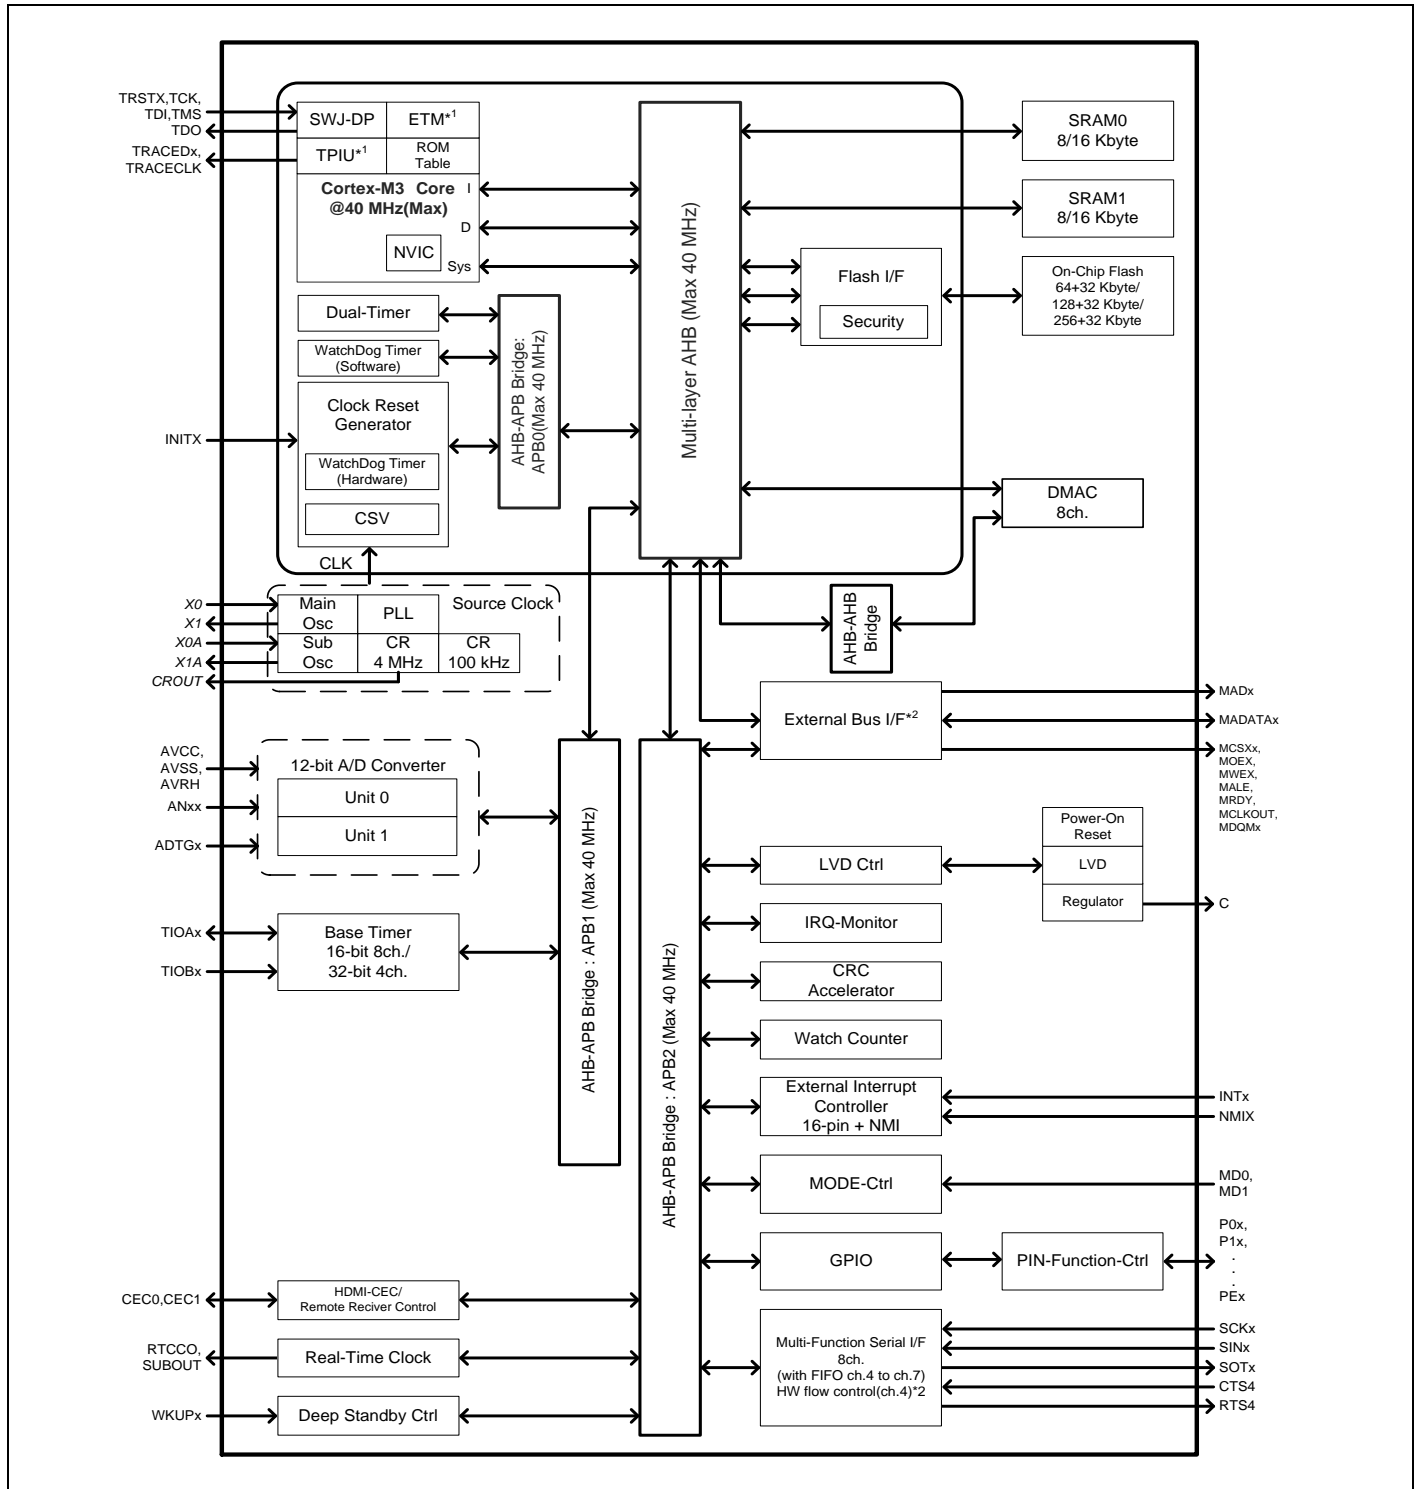 TRSTX,TCK,
TDI,TMS
TDO
TRACEDx,
TRACECLK
SWJ-DP
ETM*1
TPIU*1
ROM
Table
Cortex-M3 Core
@40 MHz(Max)
I
D
Sys
NVIC
Dual-Timer
WatchDog Timer
(Software)
Clock Reset
Generator
WatchDog Timer
(Hardware)
CSV
INITX
CLK
AHB-APB Bridge:
APB0(Max 40 MHz)
Multi-layer AHB (Max 40 MHz)
SRAM0
8/16 Kbyte
SRAM1
8/16 Kbyte
Flash I/F
Security
On-Chip Flash
64+32 Kbyte/
128+32 Kbyte/
256+32 Kbyte
DMAC
8ch.
AHB-AHB
Bridge
X0
X1
X0A
X1A
CROUT
Main
Osc
PLL
Source Clock
Sub
Osc
CR
4 MHz
CR
100 kHz
External Bus I/F*2
MADx
MADATAx
MCSXx,
MOEX,
MWEX,
MALE,
MRDY,
MCLKOUT,
MDQMx
AVCC,
AVSS,
AVRH
ANxx
ADTGx
12-bit A/D Converter
Unit 0
Unit 1
TIOAx
TIOBx
Base Timer
16-bit 8ch./
32-bit 4ch.
AHB-APB Bridge : APB1 (Max 40 MHz)
AHB-APB Bridge : APB2 (Max 40 MHz)
LVD Ctrl
Power-On
Reset
LVD
Regulator
C
IRQ-Monitor
CRC
Accelerator
Watch Counter
External Interrupt
Controller
16-pin + NMI
INTx
NMIX
MODE-Ctrl
MD0,
MD1
GPIO
PIN-Function-Ctrl
P0x,
P1x,
.
.
.
PEx
CEC0,CEC1
HDMI-CEC/
Remote Reciver Control
RTCCO,
SUBOUT
Real-Time Clock
WKUPx
Deep Standby Ctrl
Multi-Function Serial I/F
8ch.
(with FIFO ch.4 to ch.7)
HW flow control(ch.4)*2
SCKx
SINx
SOTx
CTS4
RTS4